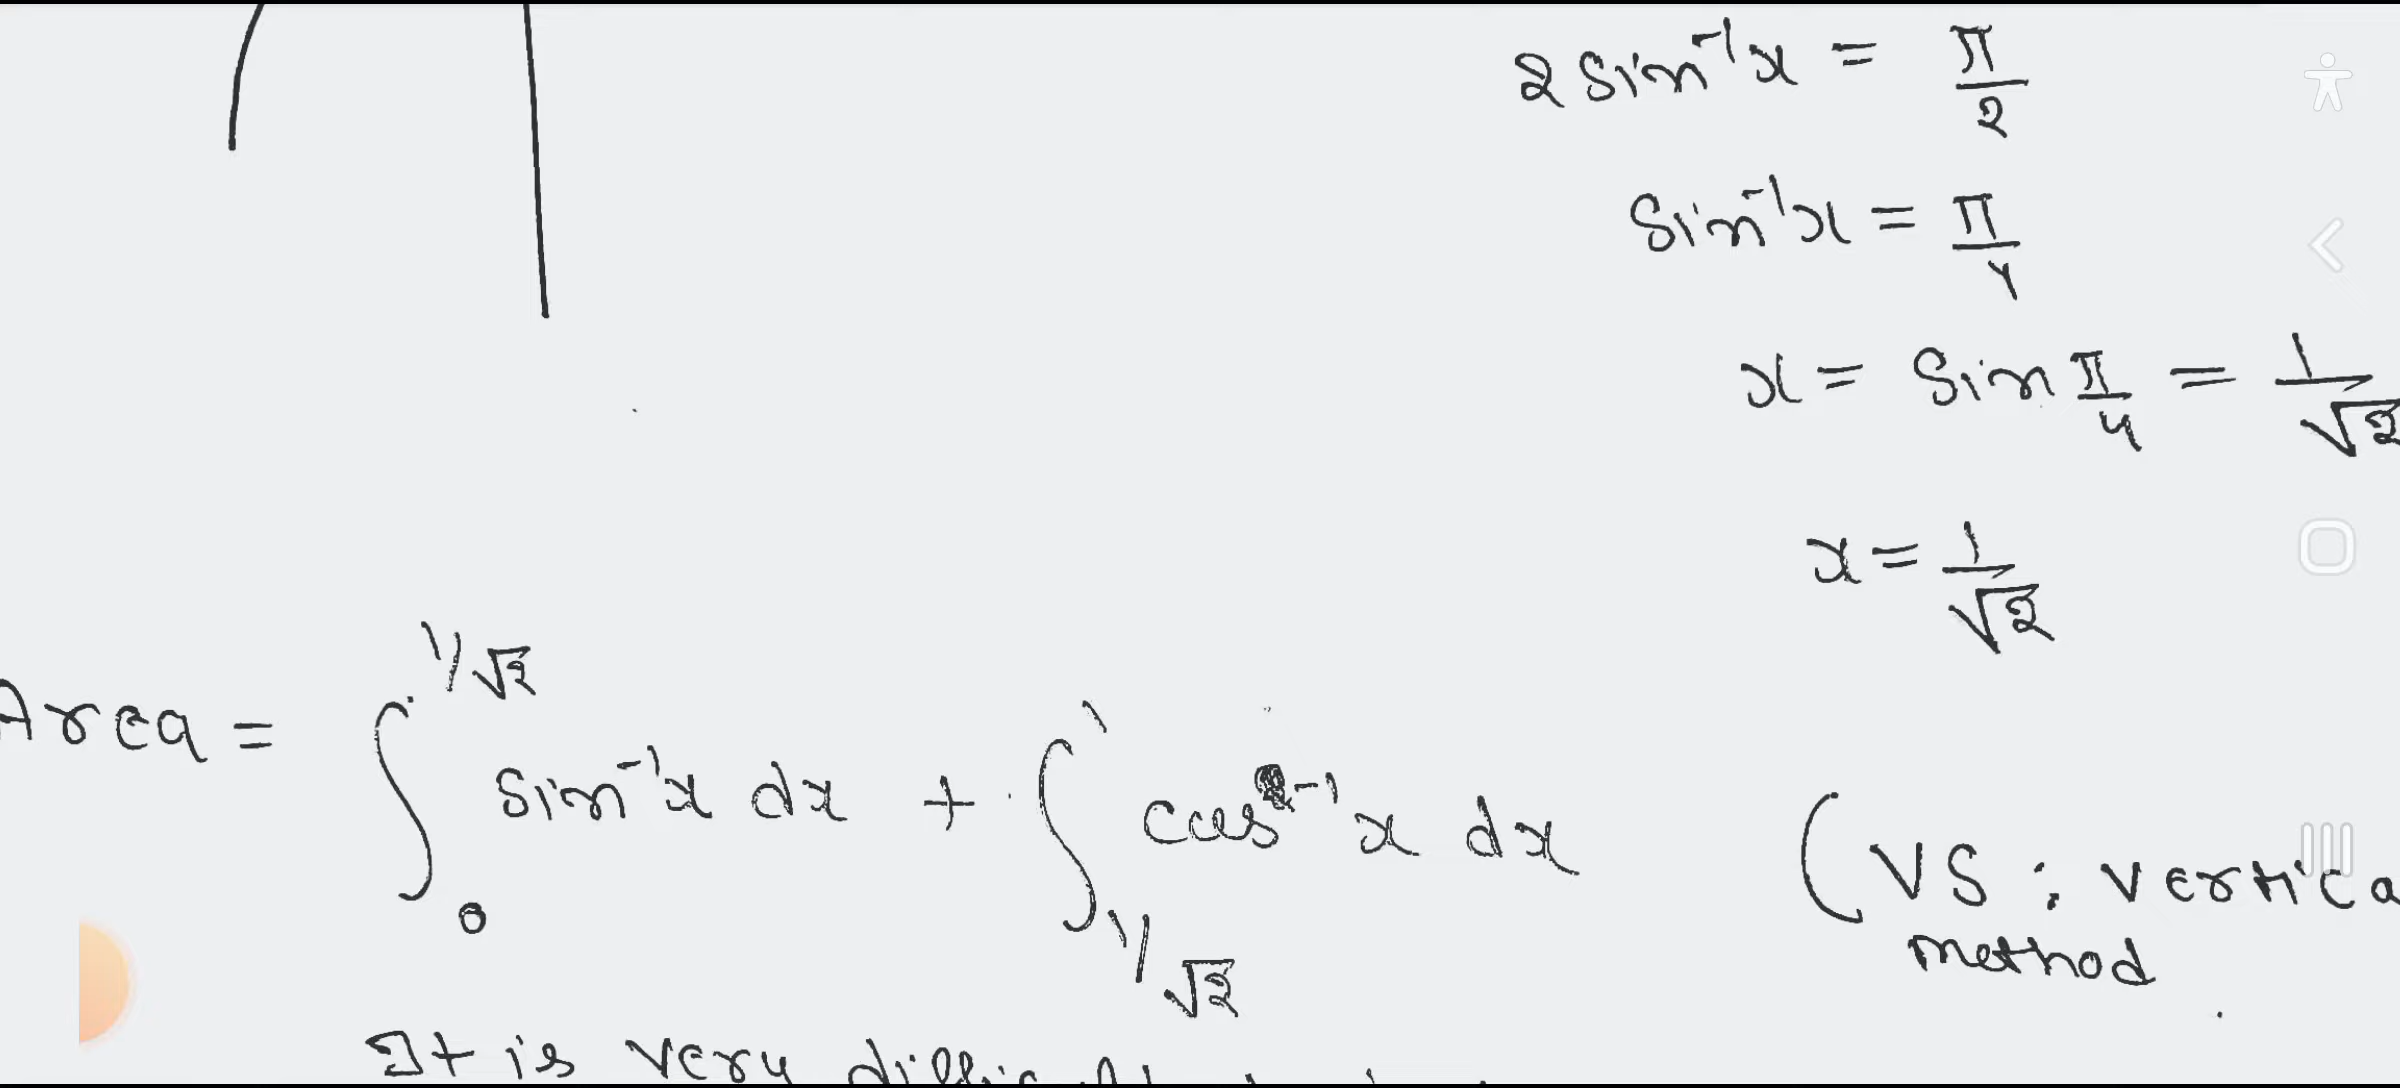 2 Sin⁻¹x = π/2
Sin⁻¹x = π/4
x = Sin π/4 = 1/√2
x = 1/√2
Area = ∫₀^{1/√2} Sin⁻¹x dx + ∫_{1/√2}^{1} cos⁻¹x dx (VS : vertica
method
It is very